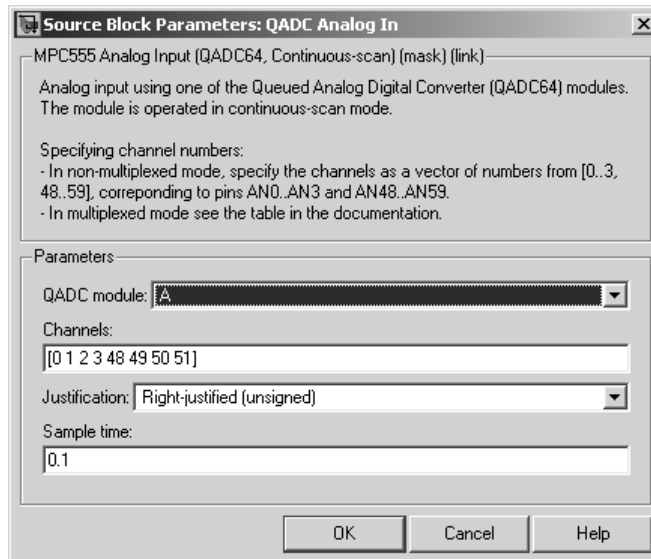 Source Block Parameters: QADC Analog In
MPC555 Analog Input (QADC64, Continuous-scan) (mask) (link)
Analog input using one of the Queued Analog Digital Converter (QADC64) modules.
The module is operated in continuous-scan mode.
Specifying channel numbers:
- In non-multiplexed mode, specify the channels as a vector of numbers from [0..3,
48..59], correponding to pins AN0..AN3 and AN48..AN59.
- In multiplexed mode see the table in the documentation.
Parameters
QADC module: A
Channels:
[0 1 2 3 48 49 50 51]
Justification: Right-justified (unsigned)
Sample time:
0.1
OK Cancel Help